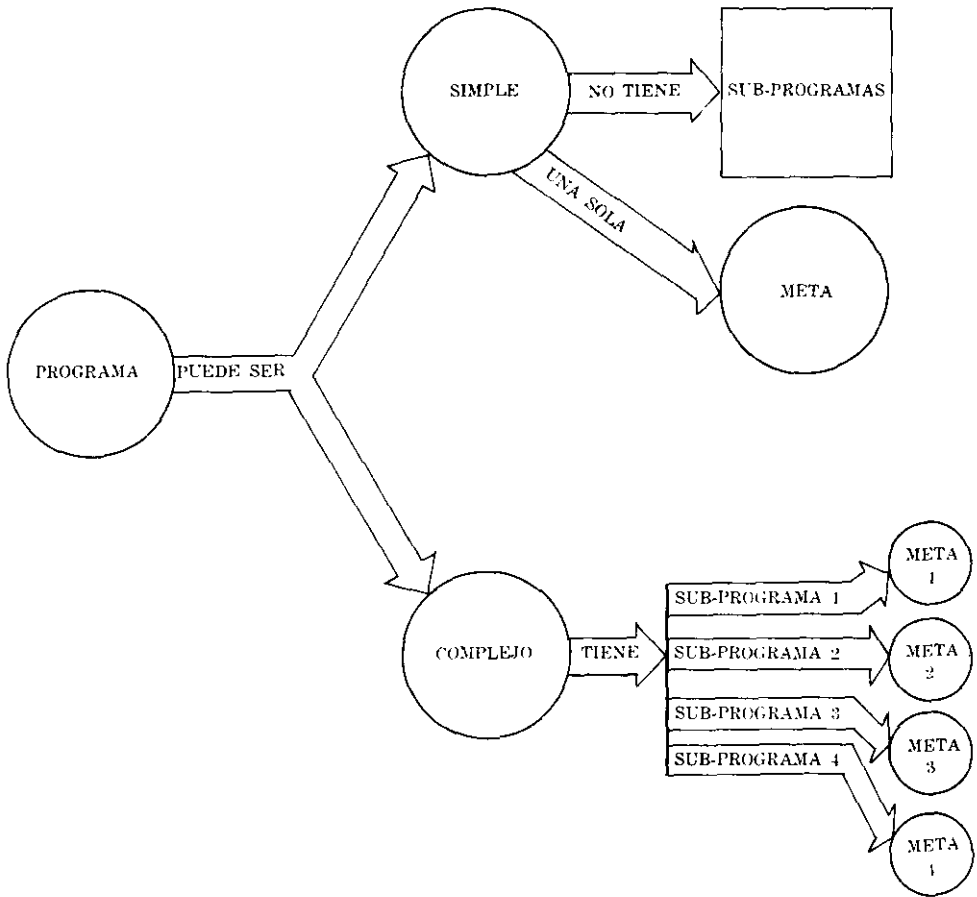 SIMPLE
NO TIENE
SUB-PROGRAMAS
UNA SOLA
META
PROGRAMA
PUEDE SER
COMPLEJO
TIENE
SUB-PROGRAMA 1
META
1
SUB-PROGRAMA 2
META
2
SUB-PROGRAMA 3
META
3
SUB-PROGRAMA 4
META
4